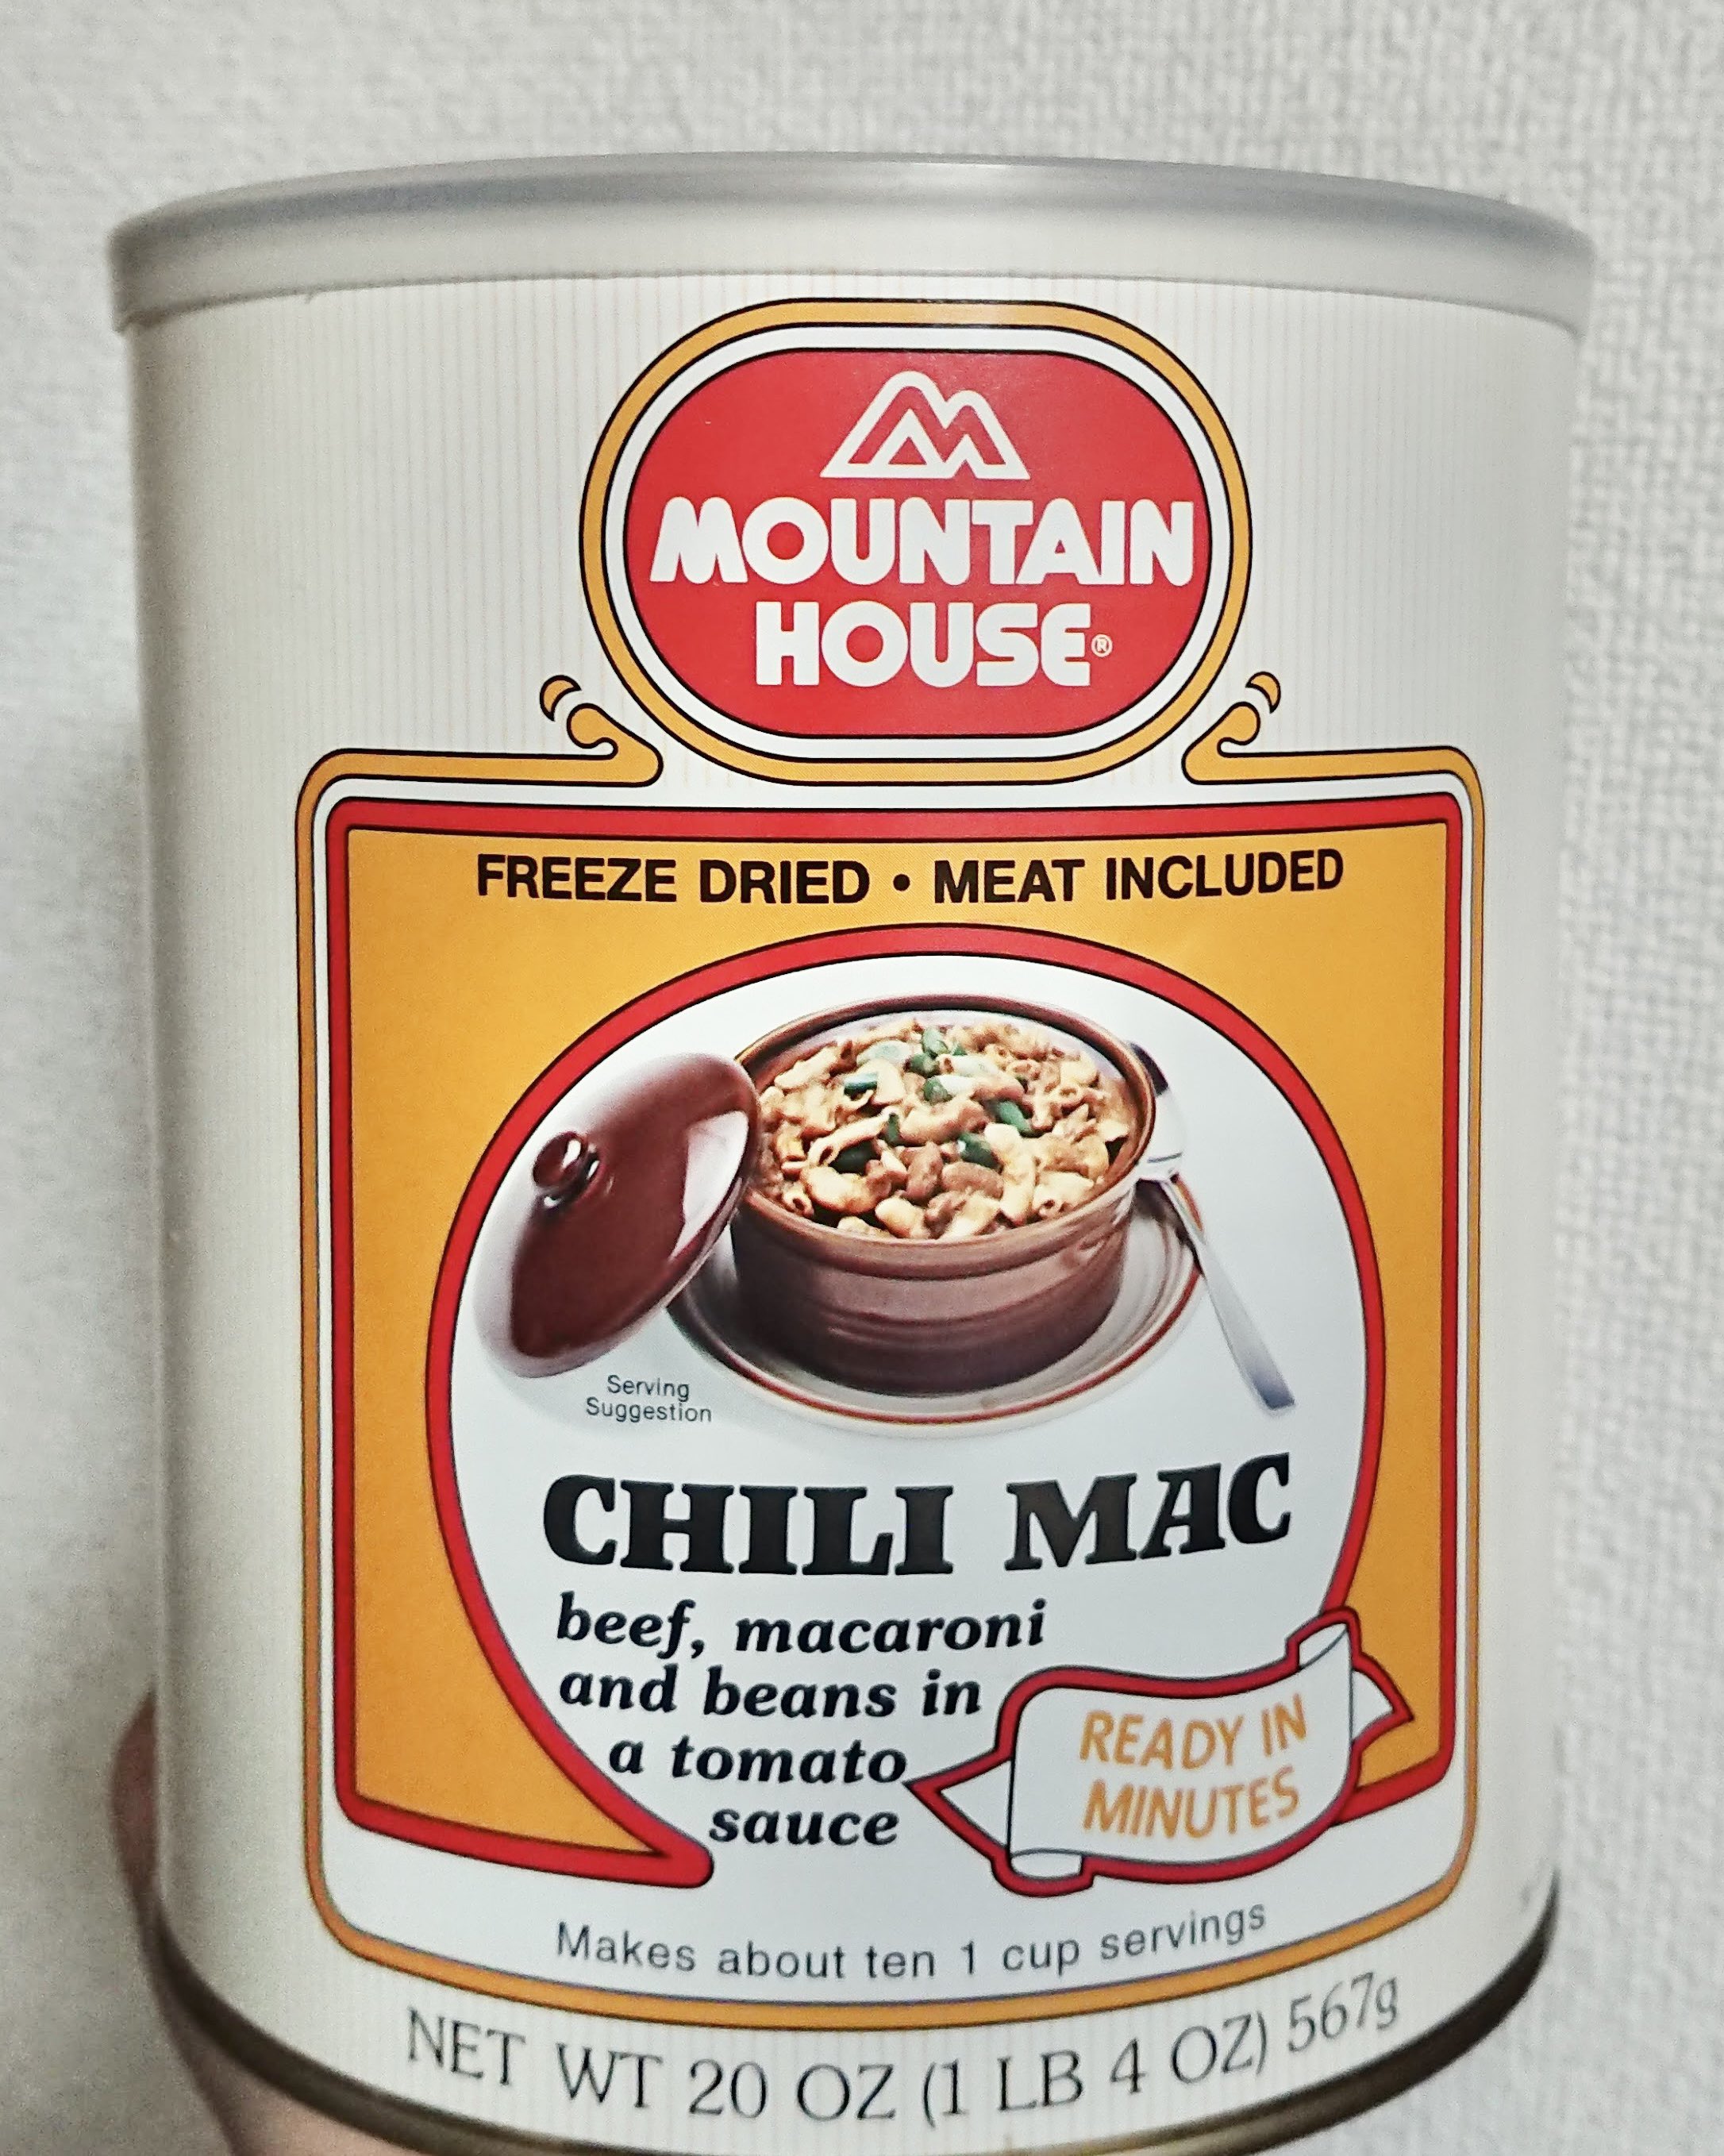 MOUNTAIN
HOUSE®
FREEZE DRIED • MEAT INCLUDED
Serving
Suggestion
CHILI MAC
beef, macaroni
and beans in
a tomato
sauce
READY IN
MINUTES
Makes about ten 1 cup servings
NET WT 20 OZ (1 LB 4 OZ) 567g